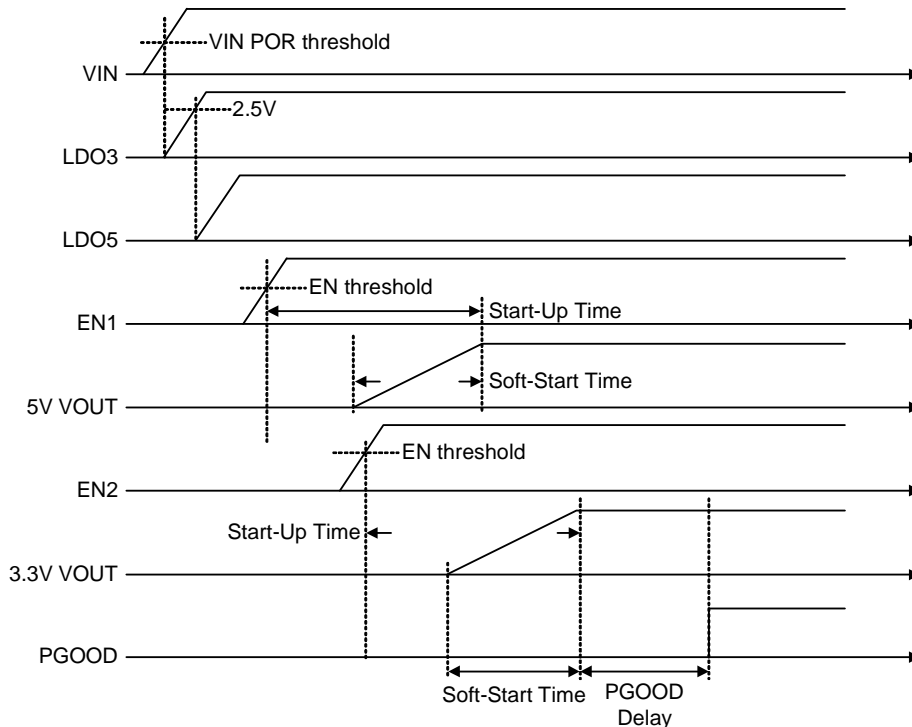 VIN POR threshold
VIN
2.5V
LDO3
LDO5
EN threshold
Start-Up Time
EN1
Soft-Start Time
5V VOUT
EN threshold
EN2
Start-Up Time
3.3V VOUT
PGOOD
Soft-Start Time
PGOOD
Delay